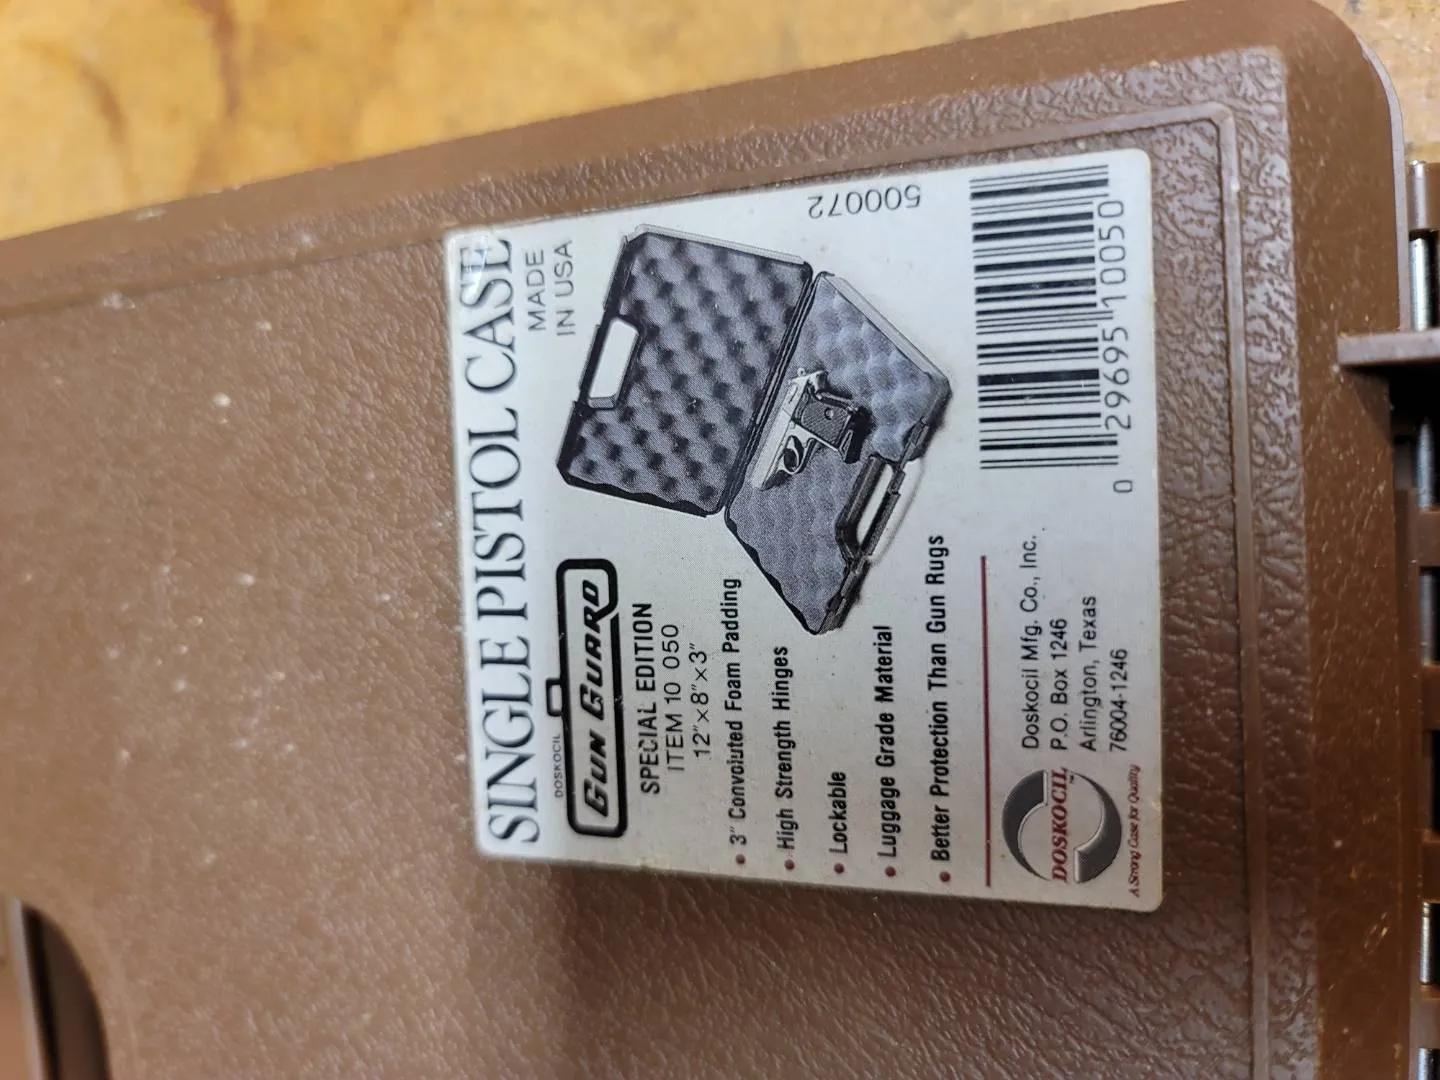 SINGLE PISTOL CASE
MADE
IN USA
DOSKOCIL
GUN GUARD
SPECIAL EDITION
ITEM 10 050
12"×8"×3"
• 3" Convoluted Foam Padding
• High Strength Hinges
• Lockable
• Luggage Grade Material
• Better Protection Than Gun Rugs
500072
DOSKOCIL™
A Strong Case for Quality
Doskocil Mfg. Co., Inc.
P.O. Box 1246
Arlington, Texas
76004-1246
0 29695 10050